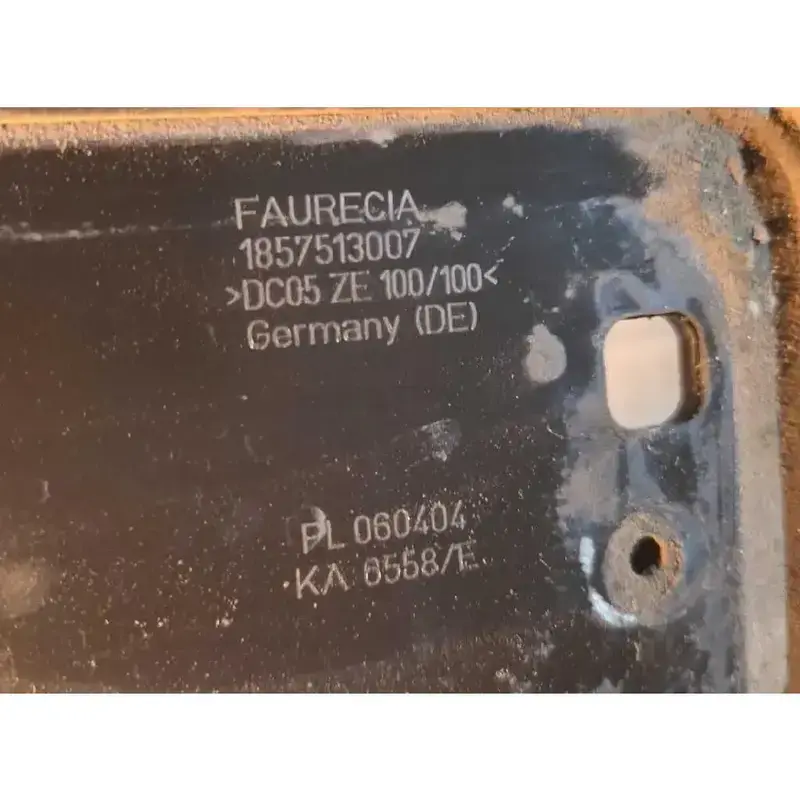 FAURECIA
1857513007
>DC05 ZE 100/100<
Germany (DE)
PL 060404
KA 6558/E